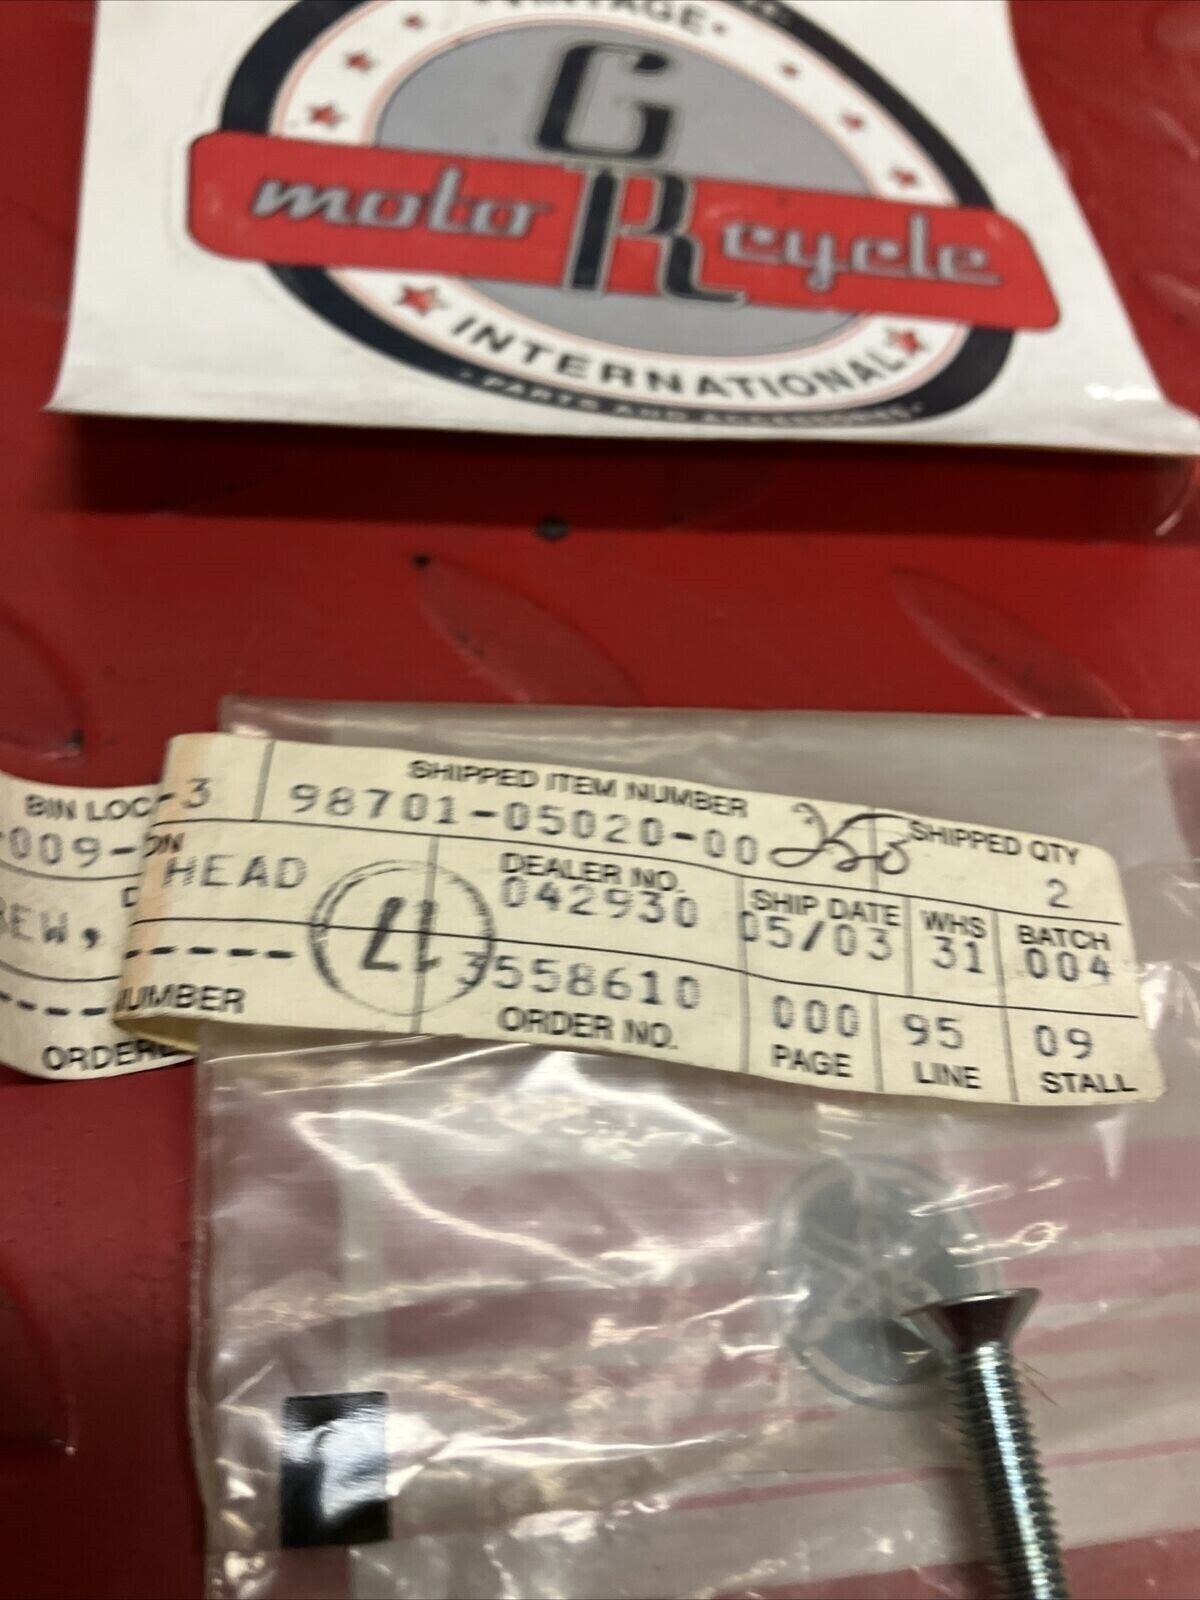 VINTAGE
G
moto R cycle
INTERNATIONAL
PARTS AND ACCESSORIES
SHIPPED ITEM NUMBER
SHIPPED QTY
BIN LOC
-3
98701-05020-00
2
009-
HEAD
DEALER NO.
042930
SHIP DATE
05/03
WHS
31
BATCH
004
EW,
-----
17
3558610
ORDER NO.
000
PAGE
95
LINE
09
STALL
NUMBER
ORDERE